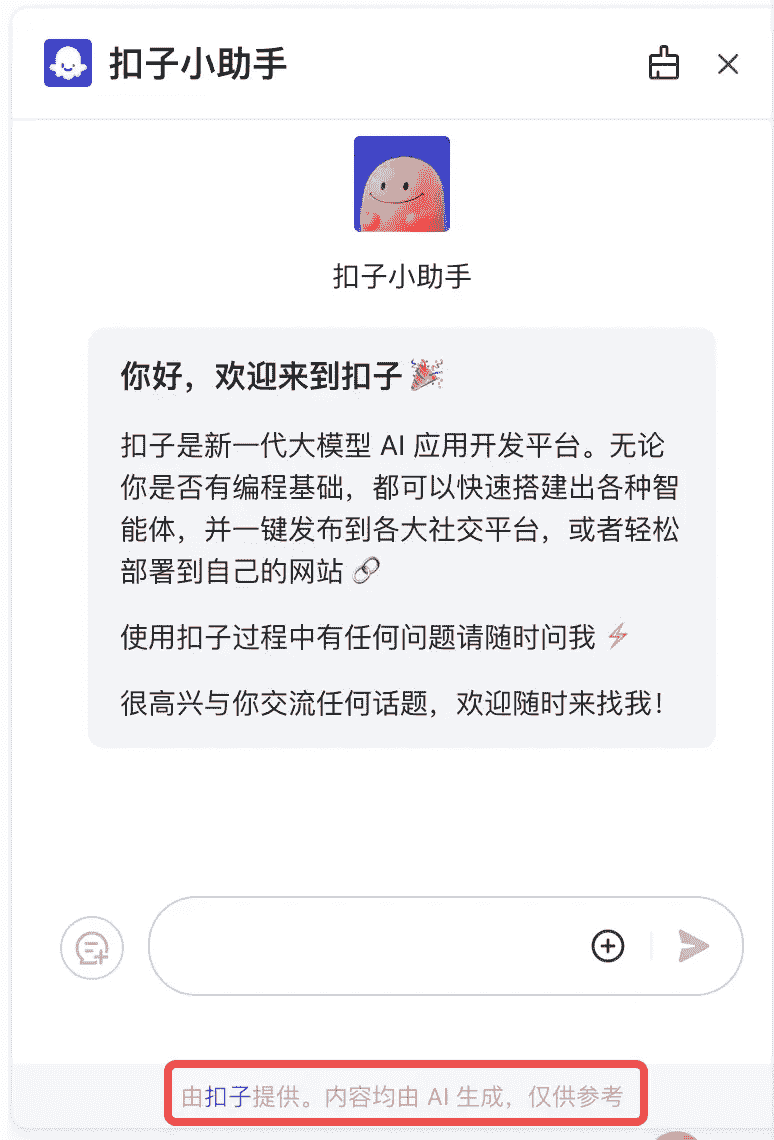 扣子小助手
扣子小助手
你好，欢迎来到扣子
扣子是新一代大模型 AI 应用开发平台。无论
你是否有编程基础，都可以快速搭建出各种智
能体，并一键发布到各大社交平台，或者轻松
部署到自己的网站
使用扣子过程中有任何问题请随时问我
很高兴与你交流任何话题，欢迎随时来找我！
由扣子提供。内容均由 AI 生成，仅供参考